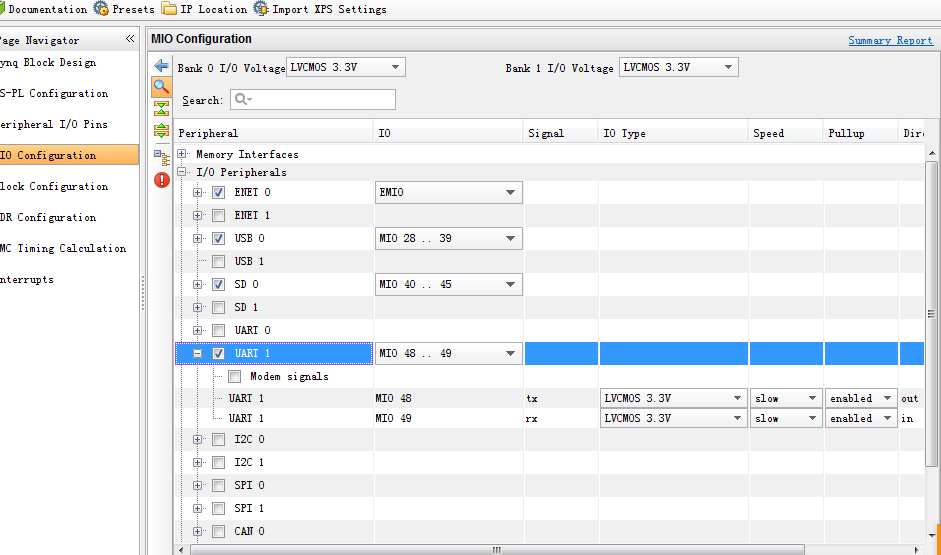 Documentation Presets IP Location Import XPS Settings
Page Navigator «
ynq Block Design
S-PL Configuration
eripheral I/O Pins
IO Configuration
lock Configuration
DR Configuration
MC Timing Calculation
nterrupts
MIO Configuration Summary Report
Bank 0 I/O Voltage LVCMOS 3.3V Bank 1 I/O Voltage LVCMOS 3.3V
Search:
Peripheral IO Signal IO Type Speed Pullup Dire
Memory Interfaces
I/O Peripherals
ENET 0 EMIO
ENET 1
USB 0 MIO 28 .. 39
USB 1
SD 0 MIO 40 .. 45
SD 1
UART 0
UART 1 MIO 48 .. 49
Modem signals
UART 1 MIO 48 tx LVCMOS 3.3V slow enabled out
UART 1 MIO 49 rx LVCMOS 3.3V slow enabled in
I2C 0
I2C 1
SPI 0
SPI 1
CAN 0